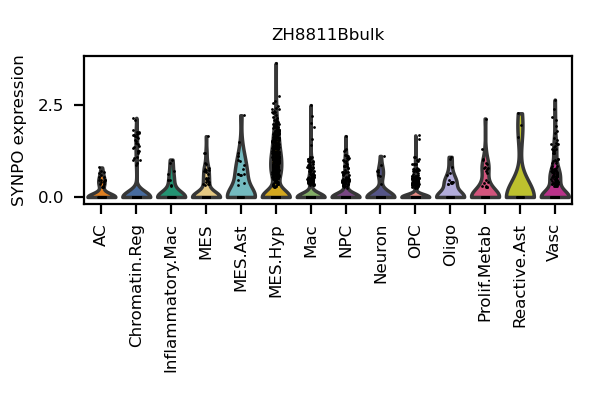 ZH8811Bbulk
SYNPO expression
2.5
0.0
AC
Chromatin.Reg
Inflammatory.Mac
MES
MES.Ast
MES.Hyp
Mac
NPC
Neuron
OPC
Oligo
Prolif.Metab
Reactive.Ast
Vasc